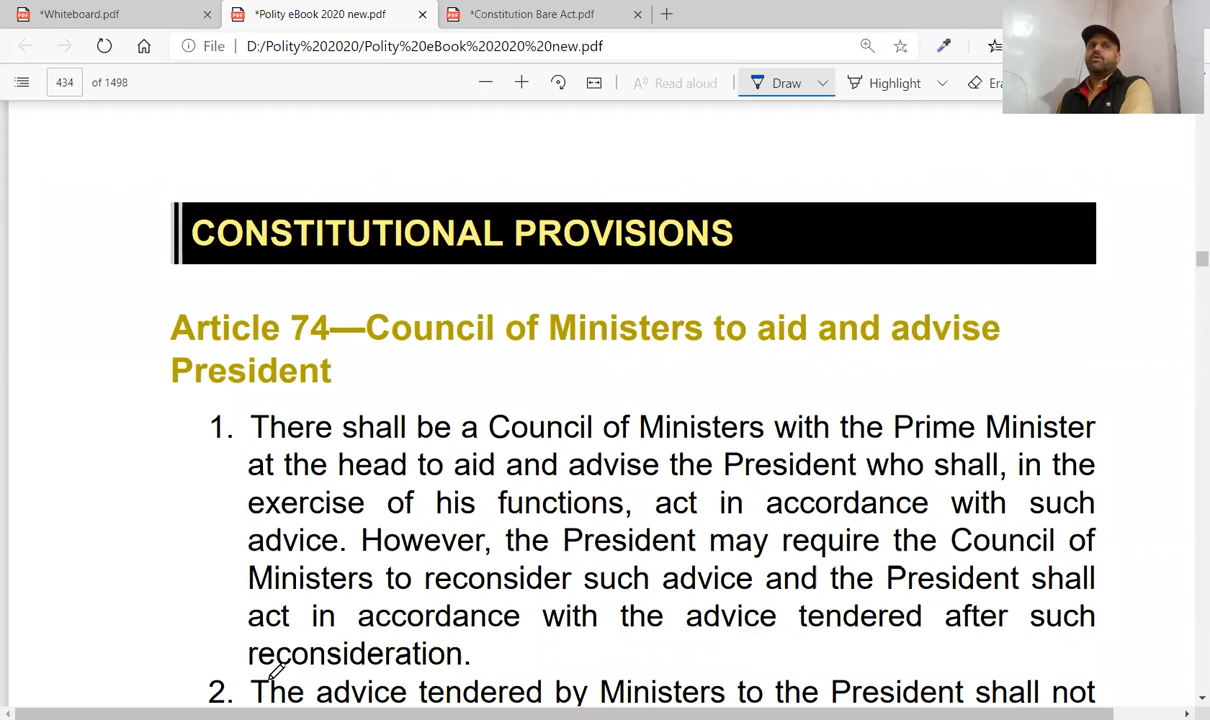 *Whiteboard.pdf
*Polity eBook 2020 new.pdf
*Constitution Bare Act.pdf
File D:/Polity%202020/Polity%20eBook%202020%20new.pdf
434 of 1498
Read aloud
Draw
Highlight
Era
CONSTITUTIONAL PROVISIONS
Article 74—Council of Ministers to aid and advise
President
1. There shall be a Council of Ministers with the Prime Minister
at the head to aid and advise the President who shall, in the
exercise of his functions, act in accordance with such
advice. However, the President may require the Council of
Ministers to reconsider such advice and the President shall
act in accordance with the advice tendered after such
reconsideration.
2. The advice tendered by Ministers to the President shall not